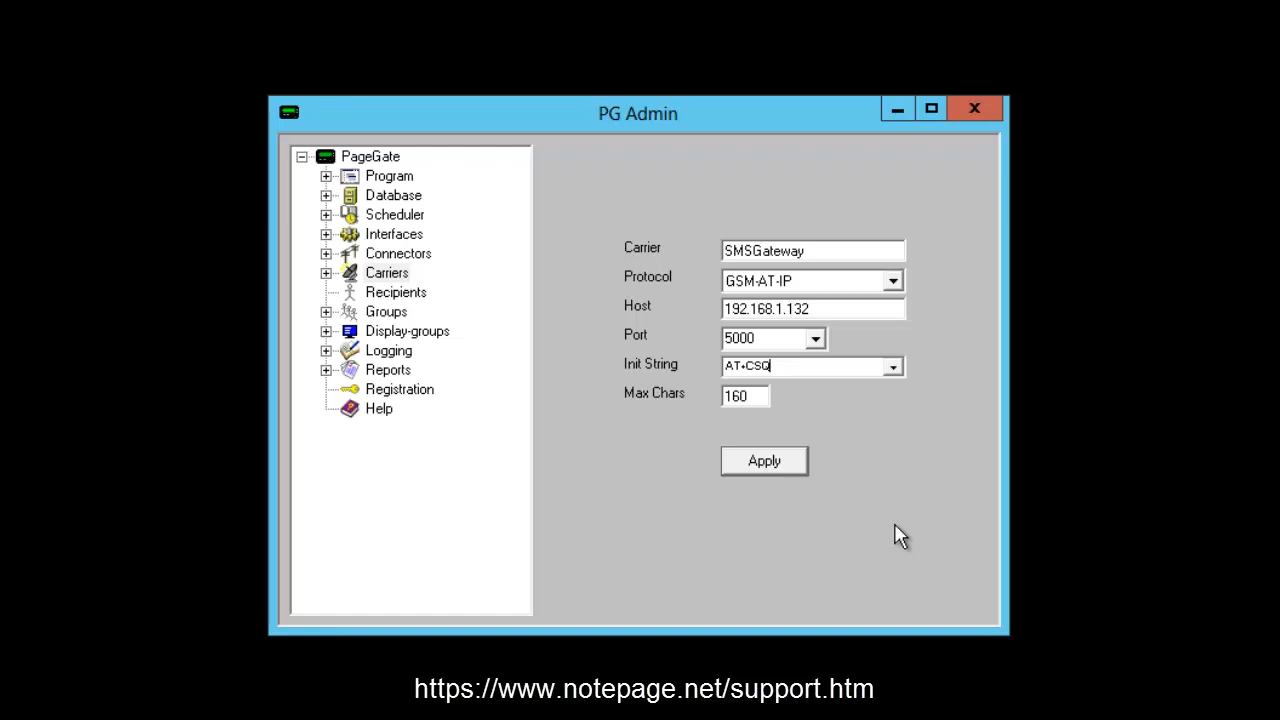 PG Admin
X
PageGate
Program
Database
Scheduler
Interfaces
Connectors
Carriers
Recipients
Groups
Display-groups
Logging
Reports
Registration
Help
Carrier SMSGateway
Protocol GSM-AT-IP
Host 192.168.1.132
Port 5000
Init String AT+CSQ
Max Chars 160
Apply
https://www.notepage.net/support.htm